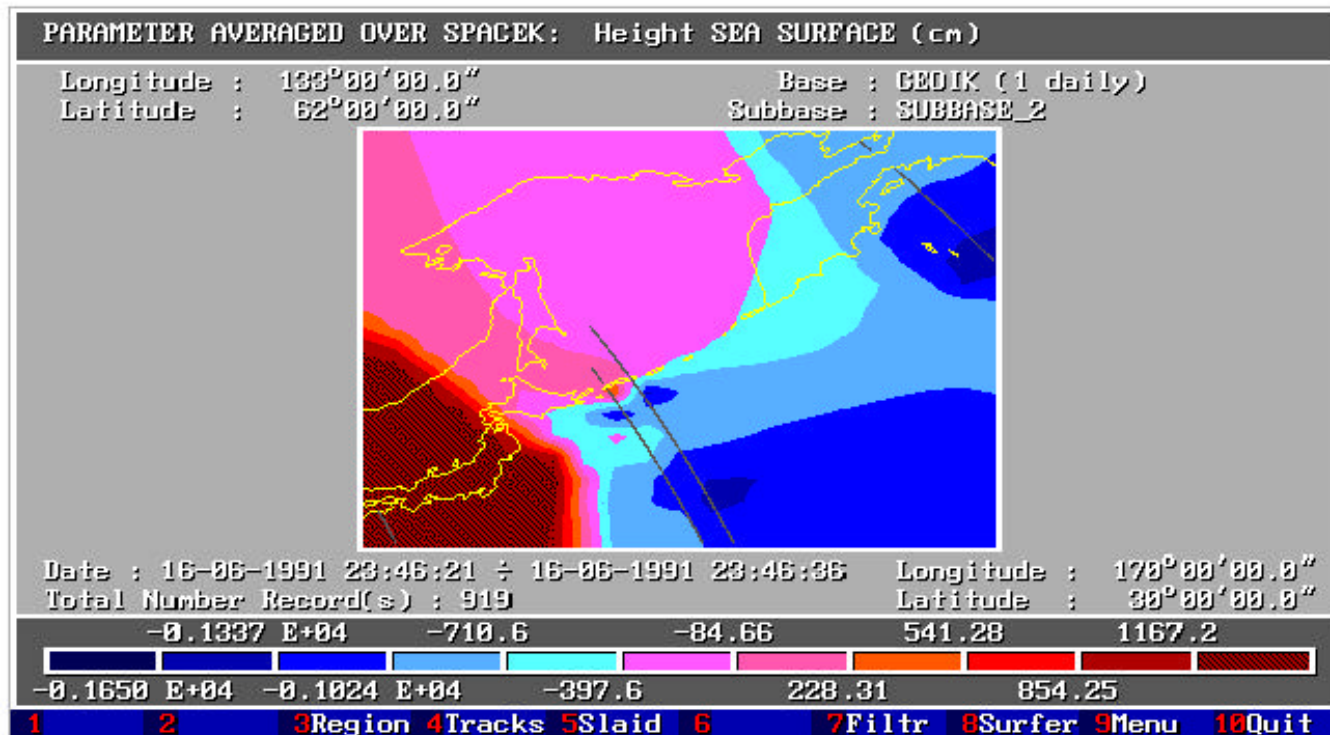 PARAMETER AVERAGED OVER SPACEK: Height SEA SURFACE (cm)
Longitude : 133°00'00.0" Base : GEOIK (1 daily)
Latitude : 62°00'00.0" Subbase : SUBBASE_2
Date : 16-06-1991 23:46:21 ÷ 16-06-1991 23:46:36 Longitude : 170°00'00.0"
Total Number Record(s) : 919 Latitude : 30°00'00.0"
-0.1337 E+04 -710.6 -84.66 541.28 1167.2
-0.1650 E+04 -0.1024 E+04 -397.6 228.31 854.25
1 2 3Region 4Tracks 5Slaid 6 7Filtr 8Surfer 9Menu 10Quit